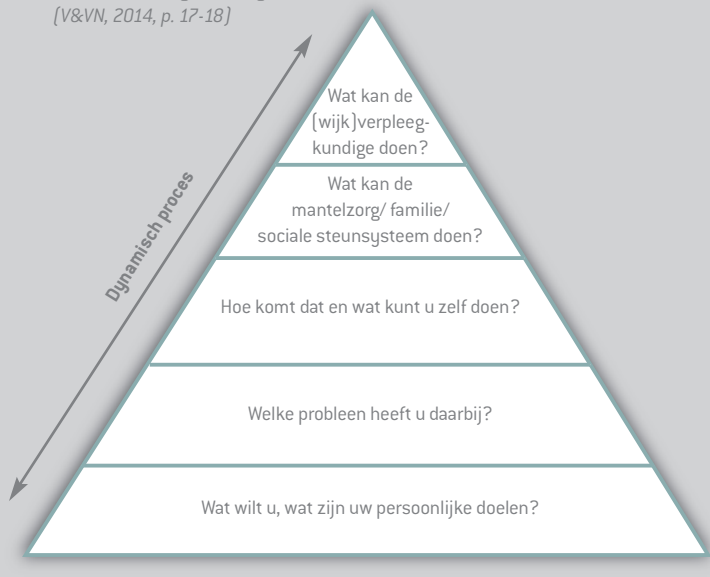 (V&VN, 2014, p. 17-18)
Wat kan de
(wijk)verpleeg-
kundige doen?
Wat kan de
mantelzorg/ familie/
sociale steunsysteem doen?
Dynamisch proces
Hoe komt dat en wat kunt u zelf doen?
Welke probleen heeft u daarbij?
Wat wilt u, wat zijn uw persoonlijke doelen?